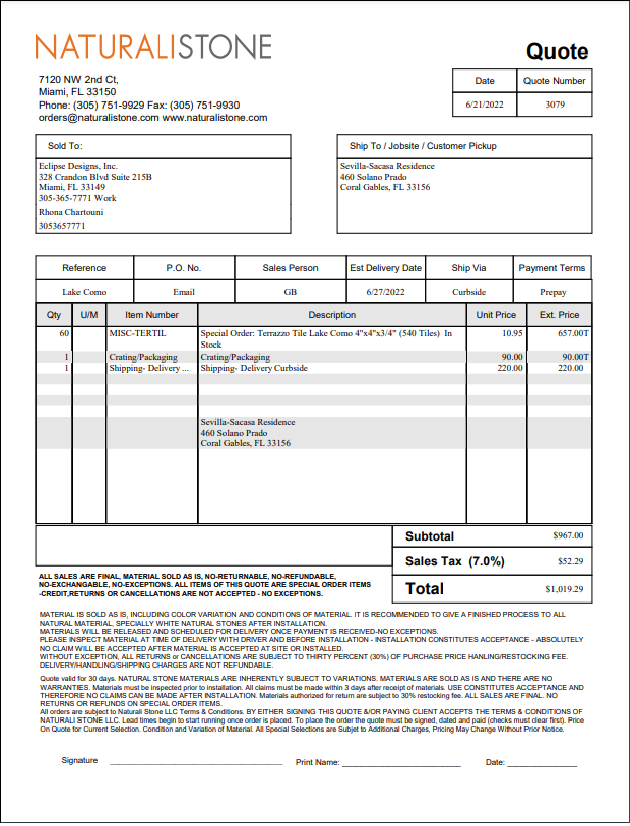 NATURALISTONE
Quote
7120 NW 2nd Ct,
Miami, FL 33150
Phone: (305) 751-9929 Fax: (305) 751-9930
orders@naturalistone.com www.naturalistone.com
Date Quote Number
6/21/2022 3079
Sold To:
Eclipse Designs, Inc.
328 Crandon Blvd Suite 215B
Miami, FL 33149
305-365-7771 Work
Rhona Chartouni
3053657771
Ship To / Jobsite / Customer Pickup
Sevilla-Sacasa Residence
460 Solano Prado
Coral Gables, FL 33156
Reference P.O. No. Sales Person Est Delivery Date Ship Via Payment Terms
Lake Como Email GB 6/27/2022 Curbside Prepay
Qty U/M Item Number Description Unit Price Ext. Price
60 MISC-TERTIL Special Order: Terrazzo Tile Lake Como 4"x4"x3/4" (540 Tiles) In 10.95 657.00T
Stock
1 Crating/Packaging Crating/Packaging 90.00 90.00T
1 Shipping- Delivery ... Shipping- Delivery Curbside 220.00 220.00
Sevilla-Sacasa Residence
460 Solano Prado
Coral Gables, FL 33156
Subtotal $967.00
Sales Tax (7.0%) $52.29
Total $1,019.29
ALL SALES ARE FINAL, MATERIAL SOLD AS IS, NO-RETURNABLE, NO-REFUNDABLE,
NO-EXCHANGABLE, NO-EXCEPTIONS. ALL ITEMS OF THIS QUOTE ARE SPECIAL ORDER ITEMS
-CREDIT,RETURNS OR CANCELLATIONS ARE NOT ACCEPTED - NO EXCEPTIONS.
MATERIAL IS SOLD AS IS, INCLUDING COLOR VARIATION AND CONDITIONS OF MATERIAL. IT IS RECOMMENDED TO GIVE A FINISHED PROCESS TO ALL
NATURAL MATERIAL, SPECIALLY WHITE NATURAL STONES AFTER INSTALLATION.
MATERIALS WILL BE RELEASED AND SCHEDULED FOR DELIVERY ONCE PAYMENT IS RECEIVED-NO EXCEPTIONS.
PLEASE INSPECT MATERIAL AT TIME OF DELIVERY WITH DRIVER AND BEFORE INSTALLATION - INSTALLATION CONSTITUTES ACCEPTANCE - ABSOLUTELY
NO CLAIM WILL BE ACCEPTED AFTER MATERIAL IS ACCEPTED AT SITE OR INSTALLED.
WITHOUT EXCEPTION, ALL RETURNS or CANCELLATIONS ARE SUBJECT TO THIRTY PERCENT (30%) OF PURCHASE PRICE HANLING/RESTOCKING FEE.
DELIVERY/HANDLING/SHIPPING CHARGES ARE NOT REFUNDABLE.
Quote valid for 30 days. NATURAL STONE MATERIALS ARE INHERENTLY SUBJECT TO VARIATIONS. MATERIALS ARE SOLD AS IS AND THERE ARE NO
WARRANTIES. Materials must be inspected prior to installation. All claims must be made within 3 days after receipt of materials. USE CONSTITUTES ACCEPTANCE AND
THEREFORE NO CLAIMS CAN BE MADE AFTER INSTALLATION. Materials authorized for return are subject to 30% restocking fee. ALL SALES ARE FINAL. NO
RETURNS OR REFUNDS ON SPECIAL ORDER ITEMS.
All orders are subject to Naturali Stone LLC Terms & Conditions. BY EITHER SIGNING THIS QUOTE &/OR PAYING CLIENT ACCEPTS THE TERMS & CONDITIONS OF
NATURALI STONE LLC. Lead times begin to start running once order is placed. To place the order the quote must be signed, dated and paid (checks must clear first). Price
On Quote for Current Selection. Condition and Variation of Material. All Special Selections are Subjet to Additional Charges, Pricing May Change Without Prior Notice.
Signature Print Name: Date: